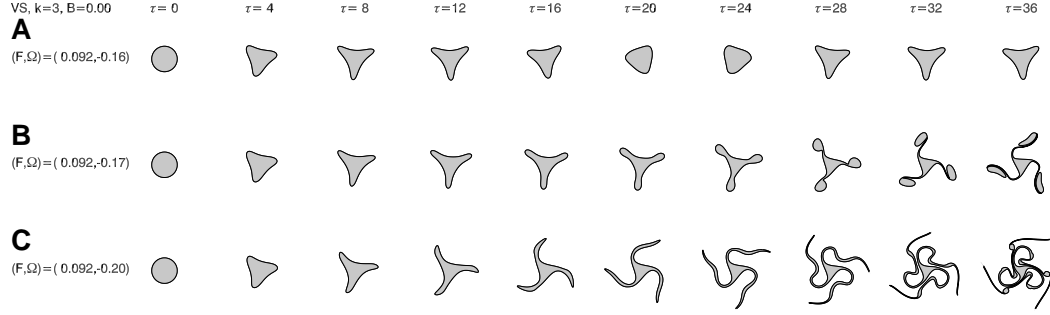 VS, k=3, B=0.00 τ=0 τ=4 τ=8 τ=12 τ=16 τ=20 τ=24 τ=28 τ=32 τ=36
A
(F,Ω)=( 0.092,-0.16)
B
(F,Ω)=( 0.092,-0.17)
C
(F,Ω)=( 0.092,-0.20)